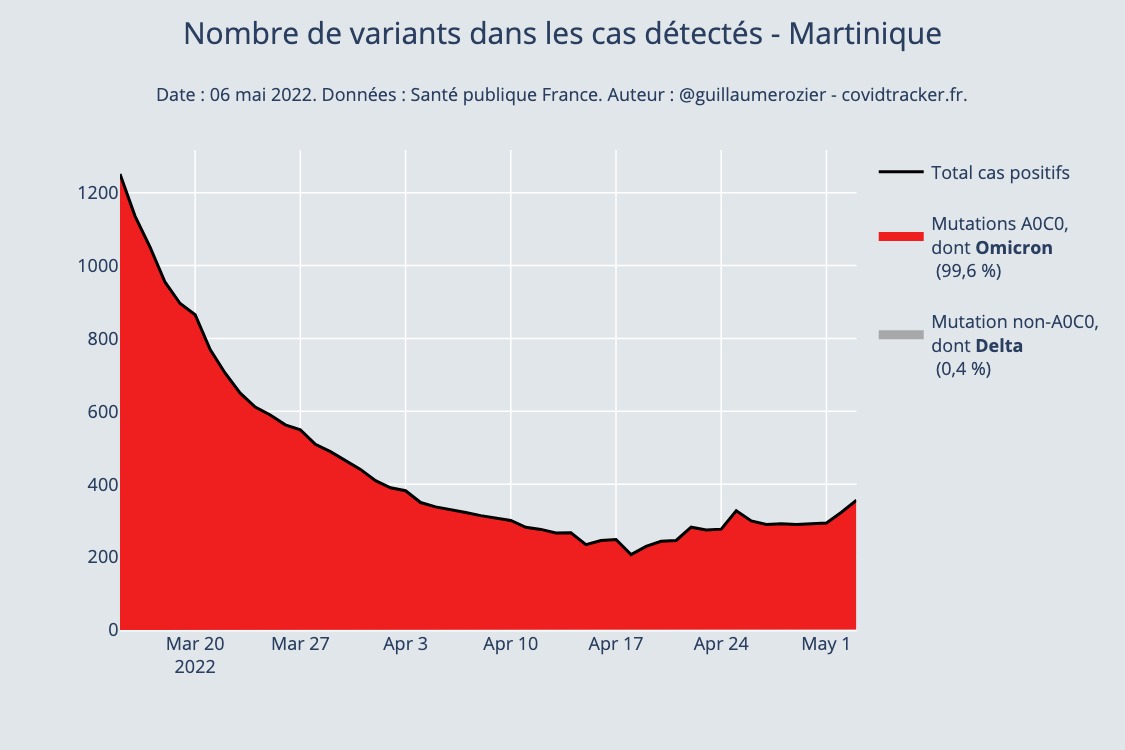 Nombre de variants dans les cas détectés - Martinique
Date : 06 mai 2022. Données : Santé publique France. Auteur : @guillaumerozier - covidtracker.fr.
Total cas positifs
Mutations A0C0,
dont Omicron
(99,6 %)
Mutation non-A0C0,
dont Delta
(0,4 %)
1200
1000
800
600
400
200
0
Mar 20
2022
Mar 27
Apr 3
Apr 10
Apr 17
Apr 24
May 1